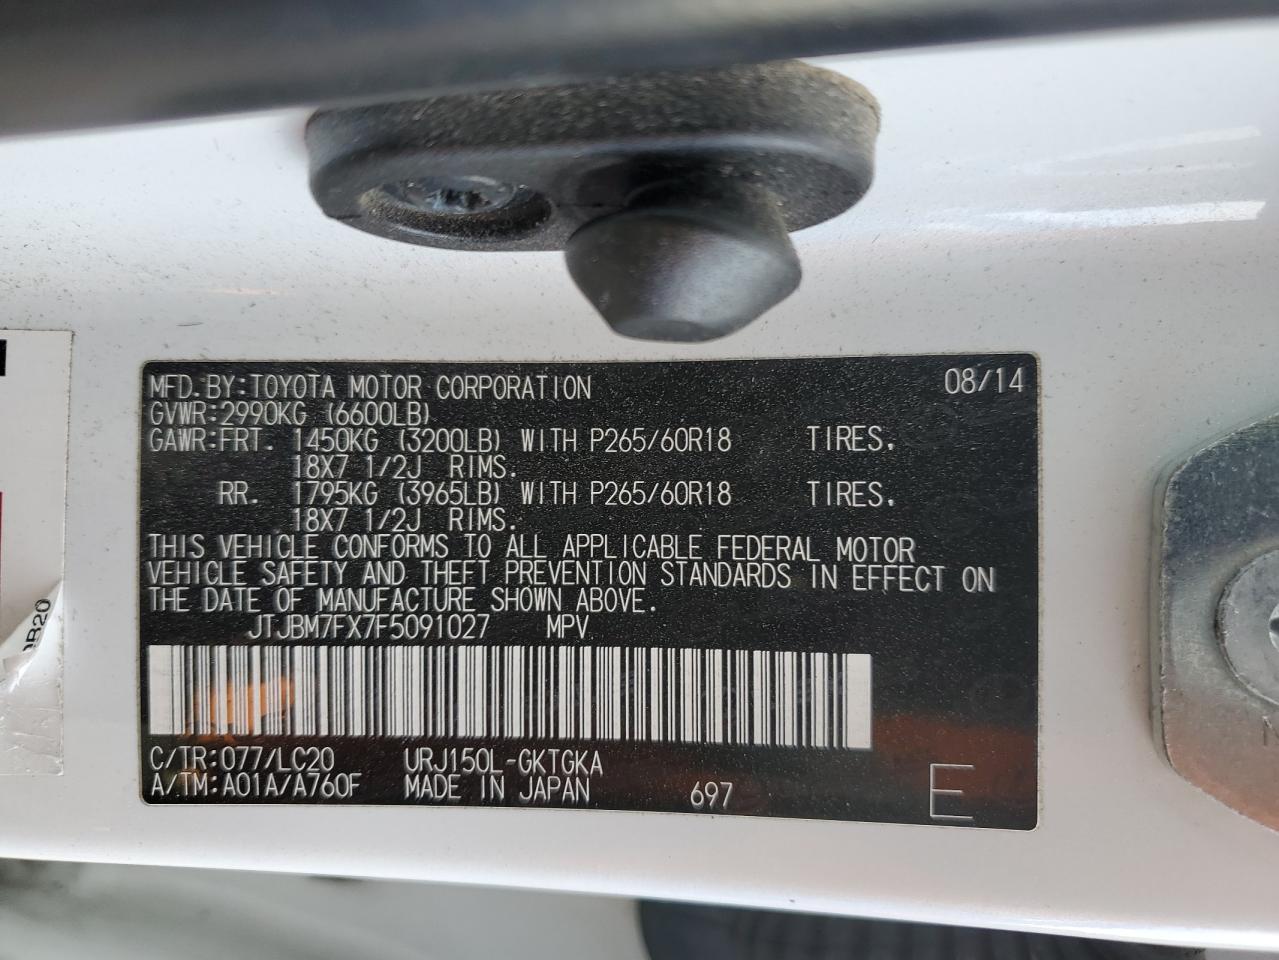 MFD.BY:TOYOTA MOTOR CORPORATION 08/14
GVWR:2990KG (6600LB)
GAWR:FRT. 1450KG (3200LB) WITH P265/60R18 TIRES.
18X7 1/2J RIMS.
RR. 1795KG (3965LB) WITH P265/60R18 TIRES.
18X7 1/2J RIMS.
THIS VEHICLE CONFORMS TO ALL APPLICABLE FEDERAL MOTOR
VEHICLE SAFETY AND THEFT PREVENTION STANDARDS IN EFFECT ON
THE DATE OF MANUFACTURE SHOWN ABOVE.
JTJBM7FX7F5091027 MPV
C/TR:077/LC20 URJ150L-GKTGKA
A/TM:A01A/A760F MADE IN JAPAN 697 E